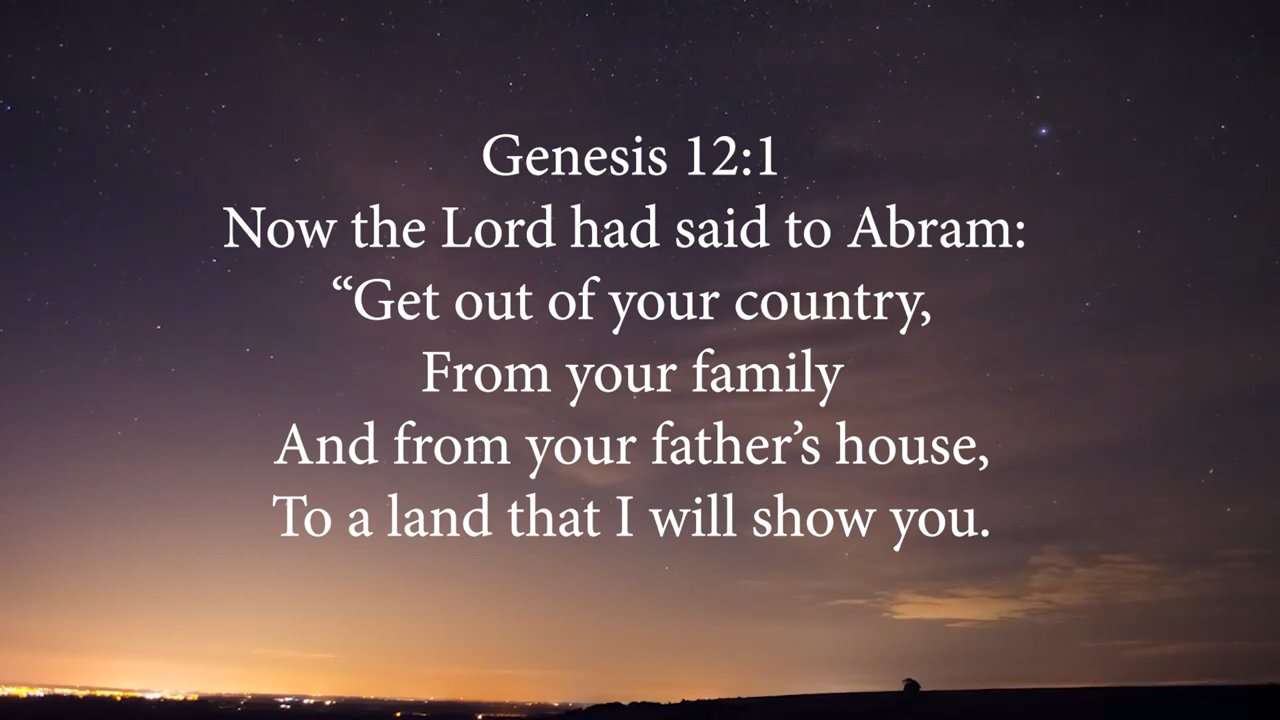 Genesis 12:1
Now the Lord had said to Abram:
“Get out of your country,
From your family
And from your father’s house,
To a land that I will show you.